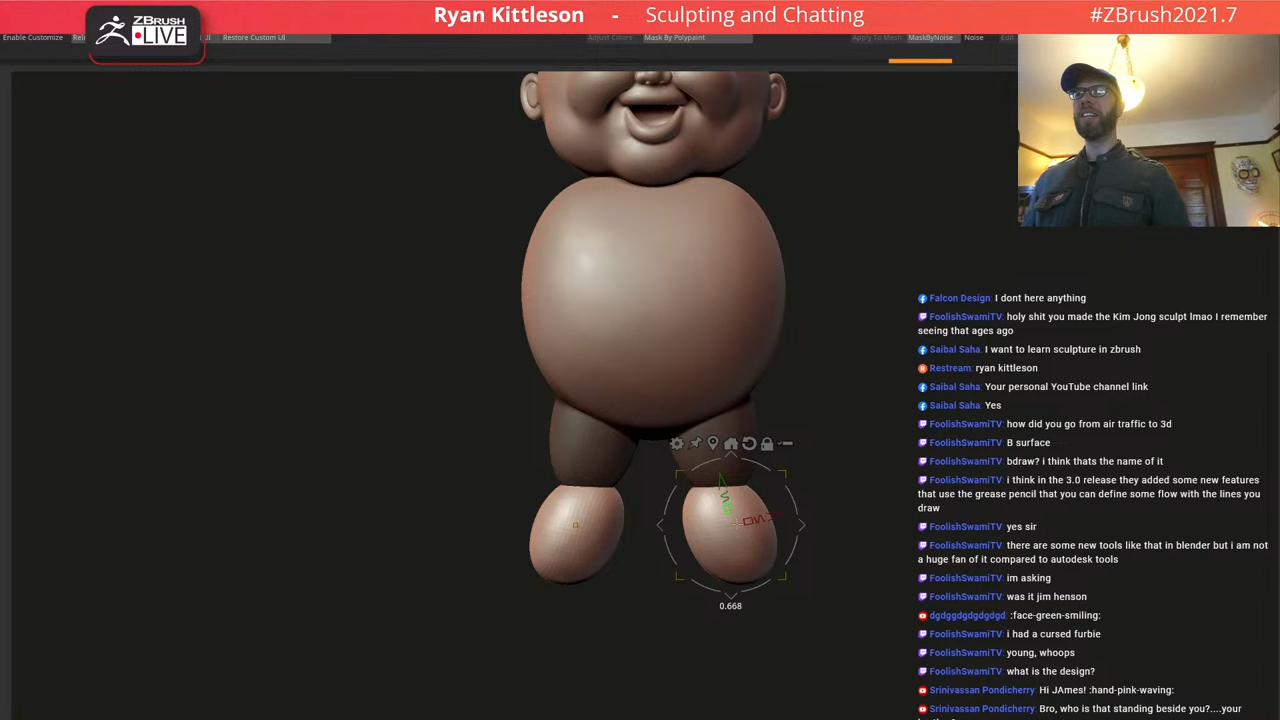 Ryan Kittleson - Sculpting and Chatting #ZBrush2021.7
ZBRUSH
LIVE
Enable Customize UI Restore Custom UI Adjust Colors Mask By Polypaint Apply To Mesh MaskByNoise Noise Edit
Falcon Design: I dont here anything
FoolishSwamiTV: holy shit you made the Kim Jong sculpt lmao I remember
seeing that ages ago
Saibal Saha: I want to learn sculpture in zbrush
Restream: ryan kittleson
Saibal Saha: Your personal YouTube channel link
Saibal Saha: Yes
FoolishSwamiTV: how did you go from air traffic to 3d
FoolishSwamiTV: B surface
FoolishSwamiTV: bdraw? i think thats the name of it
FoolishSwamiTV: i think in the 3.0 release they added some new features
that use the grease pencil that you can define some flow with the lines you
draw
FoolishSwamiTV: yes sir
FoolishSwamiTV: there are some new tools like that in blender but i am not
a huge fan of it compared to autodesk tools
FoolishSwamiTV: im asking
FoolishSwamiTV: was it jim henson
dgdggdgdgdgd: :face-green-smiling:
FoolishSwamiTV: i had a cursed furbie
FoolishSwamiTV: young, whoops
FoolishSwamiTV: what is the design?
Srinivassan Pondicherry: Hi JAmes! :hand-pink-waving:
Srinivassan Pondicherry: Bro, who is that standing beside you?....your
0.668